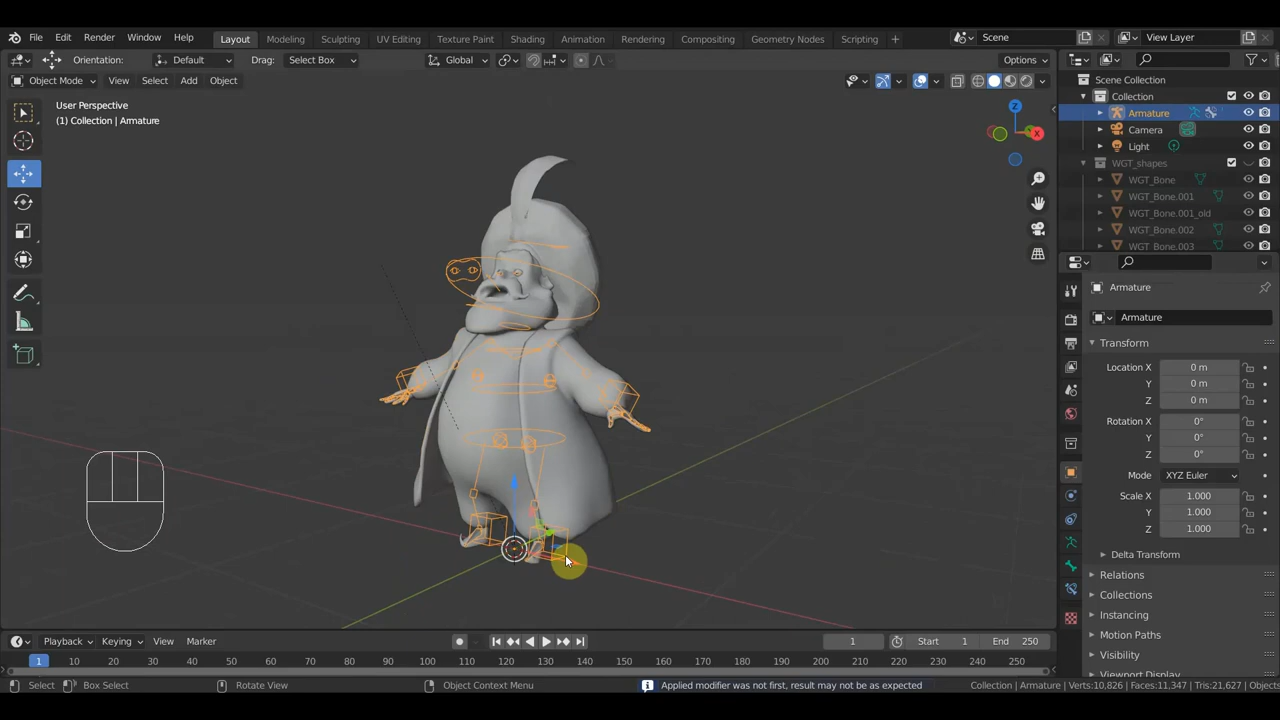 File Edit Render Window Help Layout Modeling Sculpting UV Editing Texture Paint Shading Animation Rendering Compositing Geometry Nodes Scripting + Scene View Layer
Orientation: Default Drag: Select Box Global Options
Object Mode View Select Add Object
User Perspective
(1) Collection | Armature
Z
X
Scene Collection
Collection
Armature
Camera
Light
WGT_shapes
WGT_Bone
WGT_Bone.001
WGT_Bone.001_old
WGT_Bone.002
WGT_Bone.003
Armature
Armature
Transform
Location X 0 m
Y 0 m
Z 0 m
Rotation X 0°
Y 0°
Z 0°
Mode XYZ Euler
Scale X 1.000
Y 1.000
Z 1.000
Delta Transform
Relations
Collections
Instancing
Motion Paths
Visibility
Viewport Display
Playback Keying View Marker 1 Start 1 End 250
1 10 20 30 40 50 60 70 80 90 100 110 120 130 140 150 160 170 180 190 200 210 220 230 240 250
Select Box Select Rotate View Object Context Menu Applied modifier was not first, result may not be as expected Collection | Armature | Verts:10,826 | Faces:11,347 | Tris:21,627 | Objects